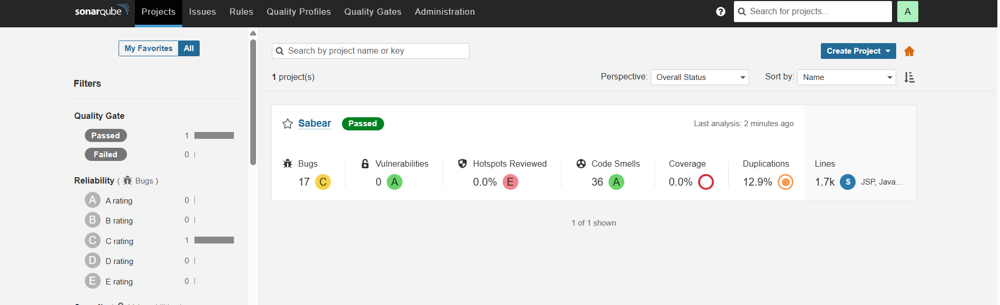 sonarqube Projects Issues Rules Quality Profiles Quality Gates Administration ? Search for projects... A
My Favorites All
Filters
Quality Gate
Passed 1
Failed 0
Reliability ( Bugs )
A A rating 0
B B rating 0
C C rating 1
D D rating 0
E E rating 0
Search by project name or key
Create Project
1 project(s)
Perspective: Overall Status
Sort by: Name
Sabear Passed
Last analysis: 2 minutes ago
Bugs
17 C
Vulnerabilities
0 A
Hotspots Reviewed
0.0% E
Code Smells
36 A
Coverage
0.0%
Duplications
12.9%
Lines
1.7k S JSP, Java...
1 of 1 shown